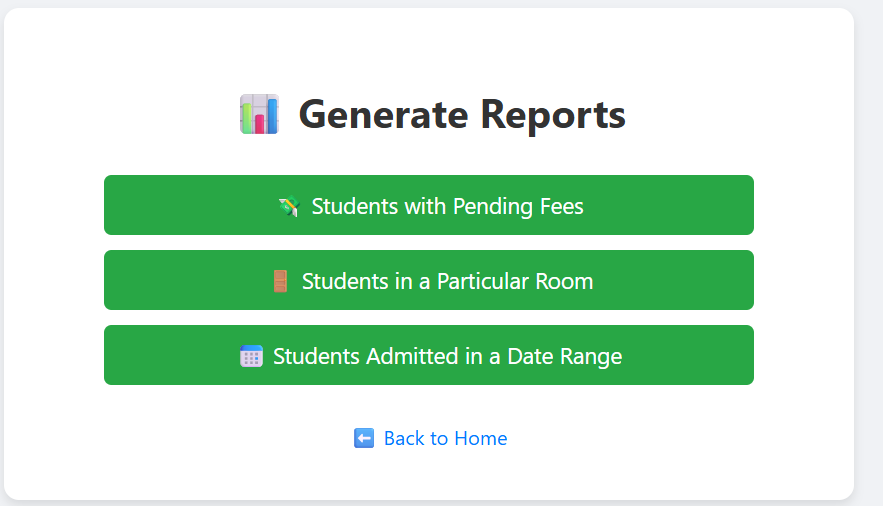 📊 Generate Reports
💸 Students with Pending Fees
🚪 Students in a Particular Room
📅 Students Admitted in a Date Range
⬅️ Back to Home